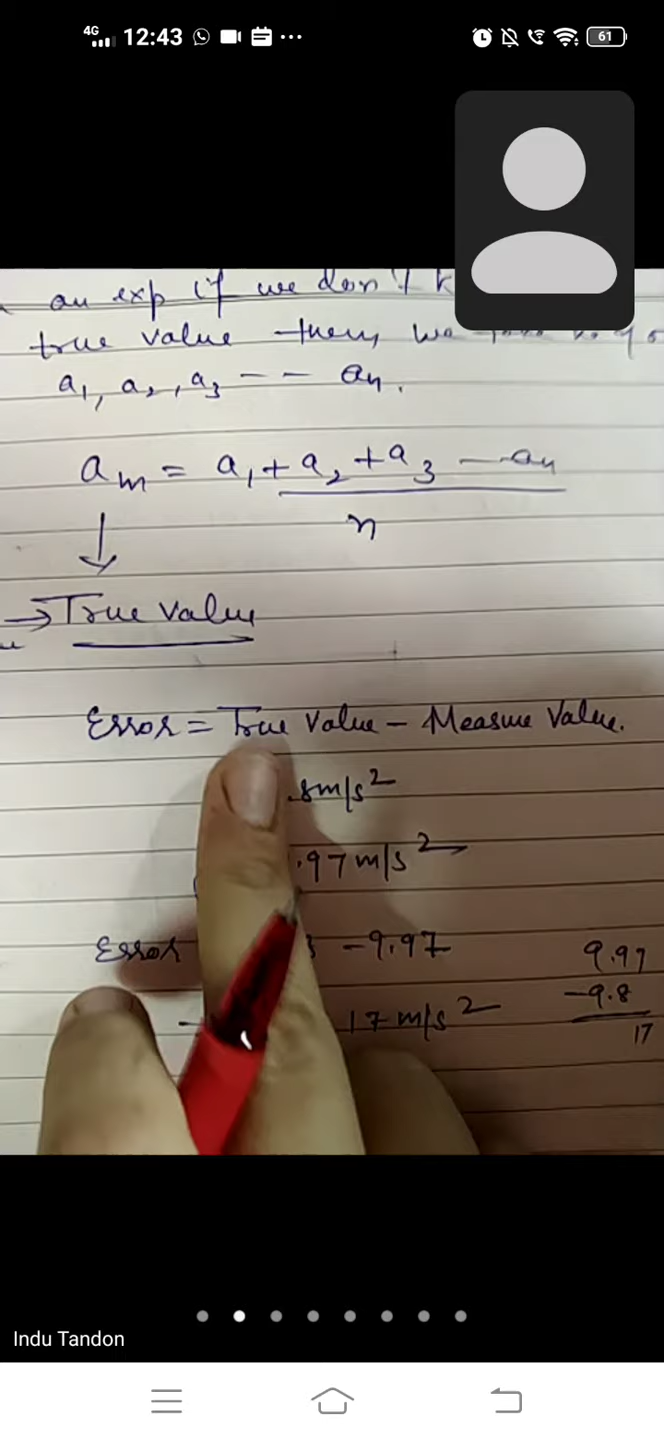 4G 12:43 ... 61
an exp if we don't
true value then, we
a1, a2, a3 - - an.
am = a1 + a2 + a3 — an
n
→ True Value
Error = True Value - Measure Value.
.8m/s2
.97 m/s2
Error -9.97 9.97
17 m/s2 -9.8
17
Indu Tandon